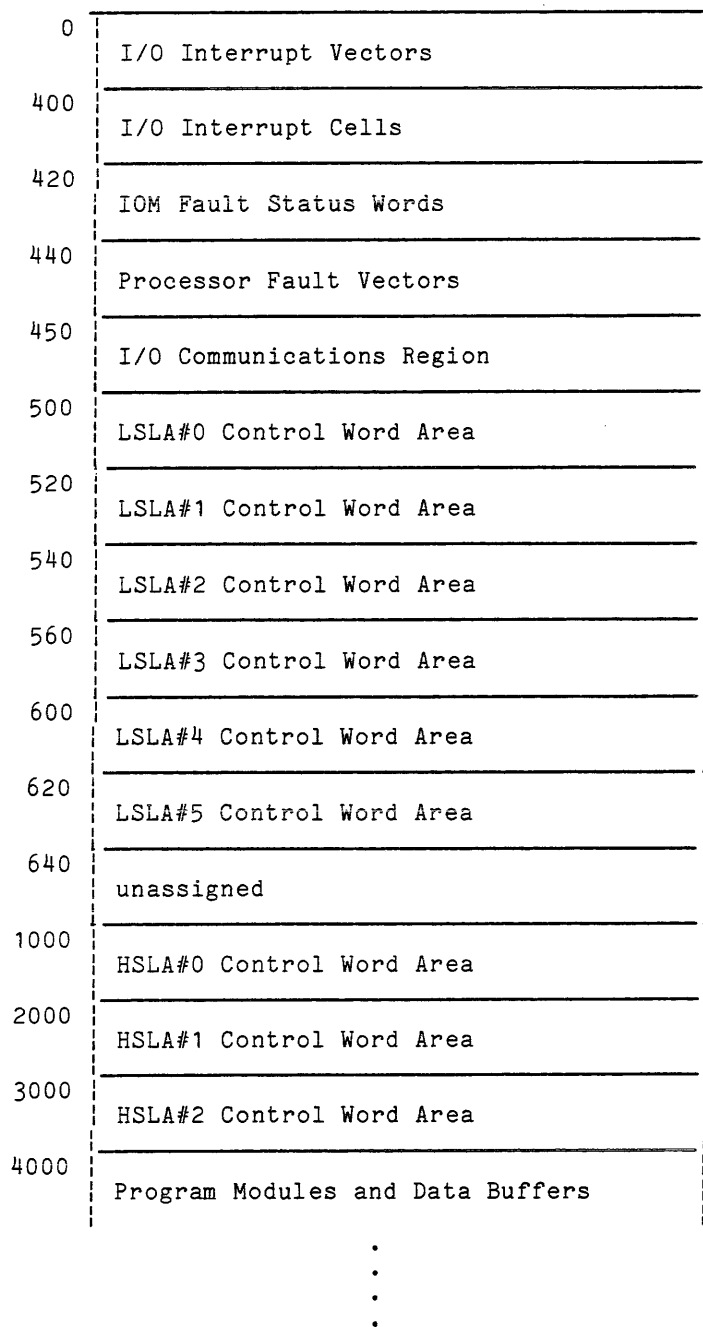 0
I/O Interrupt Vectors
400
I/O Interrupt Cells
420
IOM Fault Status Words
440
Processor Fault Vectors
450
I/O Communications Region
500
LSLA#0 Control Word Area
520
LSLA#1 Control Word Area
540
LSLA#2 Control Word Area
560
LSLA#3 Control Word Area
600
LSLA#4 Control Word Area
620
LSLA#5 Control Word Area
640
unassigned
1000
HSLA#0 Control Word Area
2000
HSLA#1 Control Word Area
3000
HSLA#2 Control Word Area
4000
Program Modules and Data Buffers
.
.
.
.